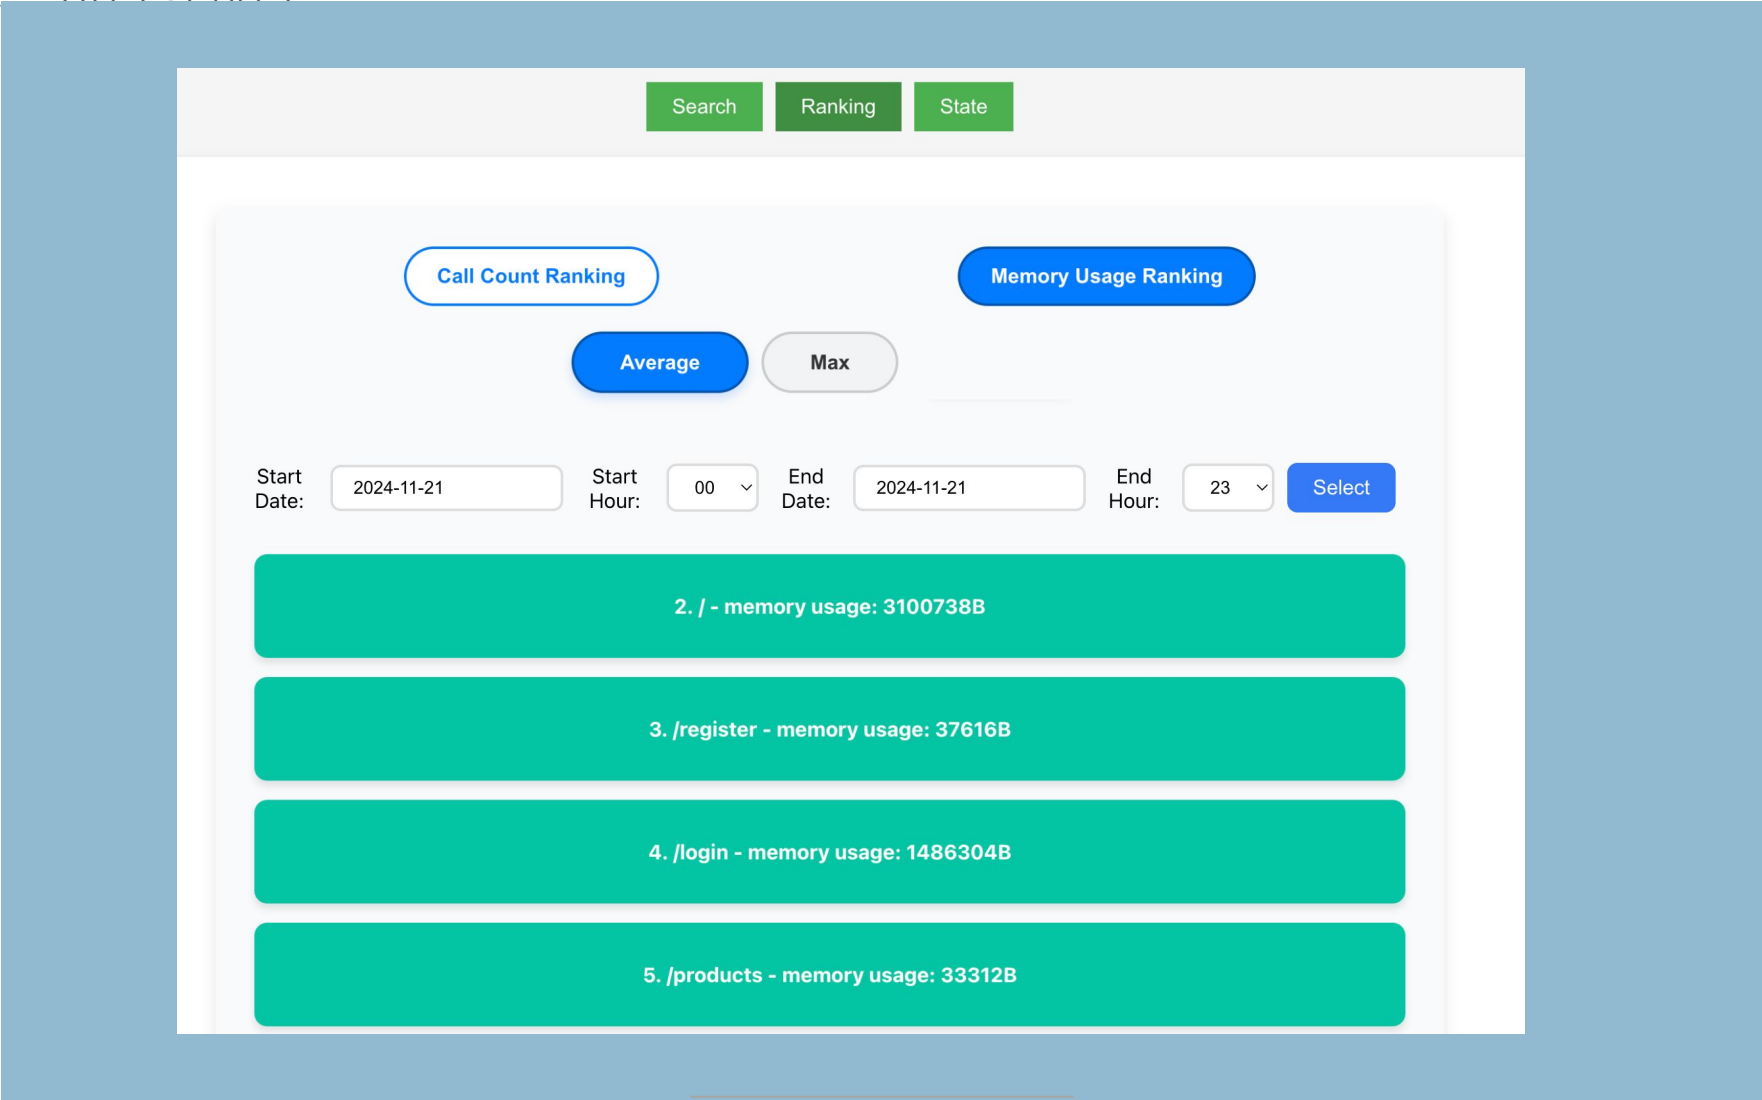 Search
Ranking
State
Call Count Ranking
Memory Usage Ranking
Average
Max
Start
Date:
2024-11-21
Start
Hour:
00
End
Date:
2024-11-21
End
Hour:
23
Select
2. / - memory usage: 3100738B
3. /register - memory usage: 37616B
4. /login - memory usage: 1486304B
5. /products - memory usage: 33312B